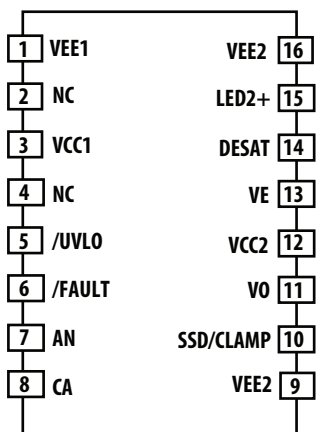 1 VEE1
2 NC
3 VCC1
4 NC
5 /UVLO
6 /FAULT
7 AN
8 CA
VEE2 16
LED2+ 15
DESAT 14
VE 13
VCC2 12
VO 11
SSD/CLAMP 10
VEE2 9